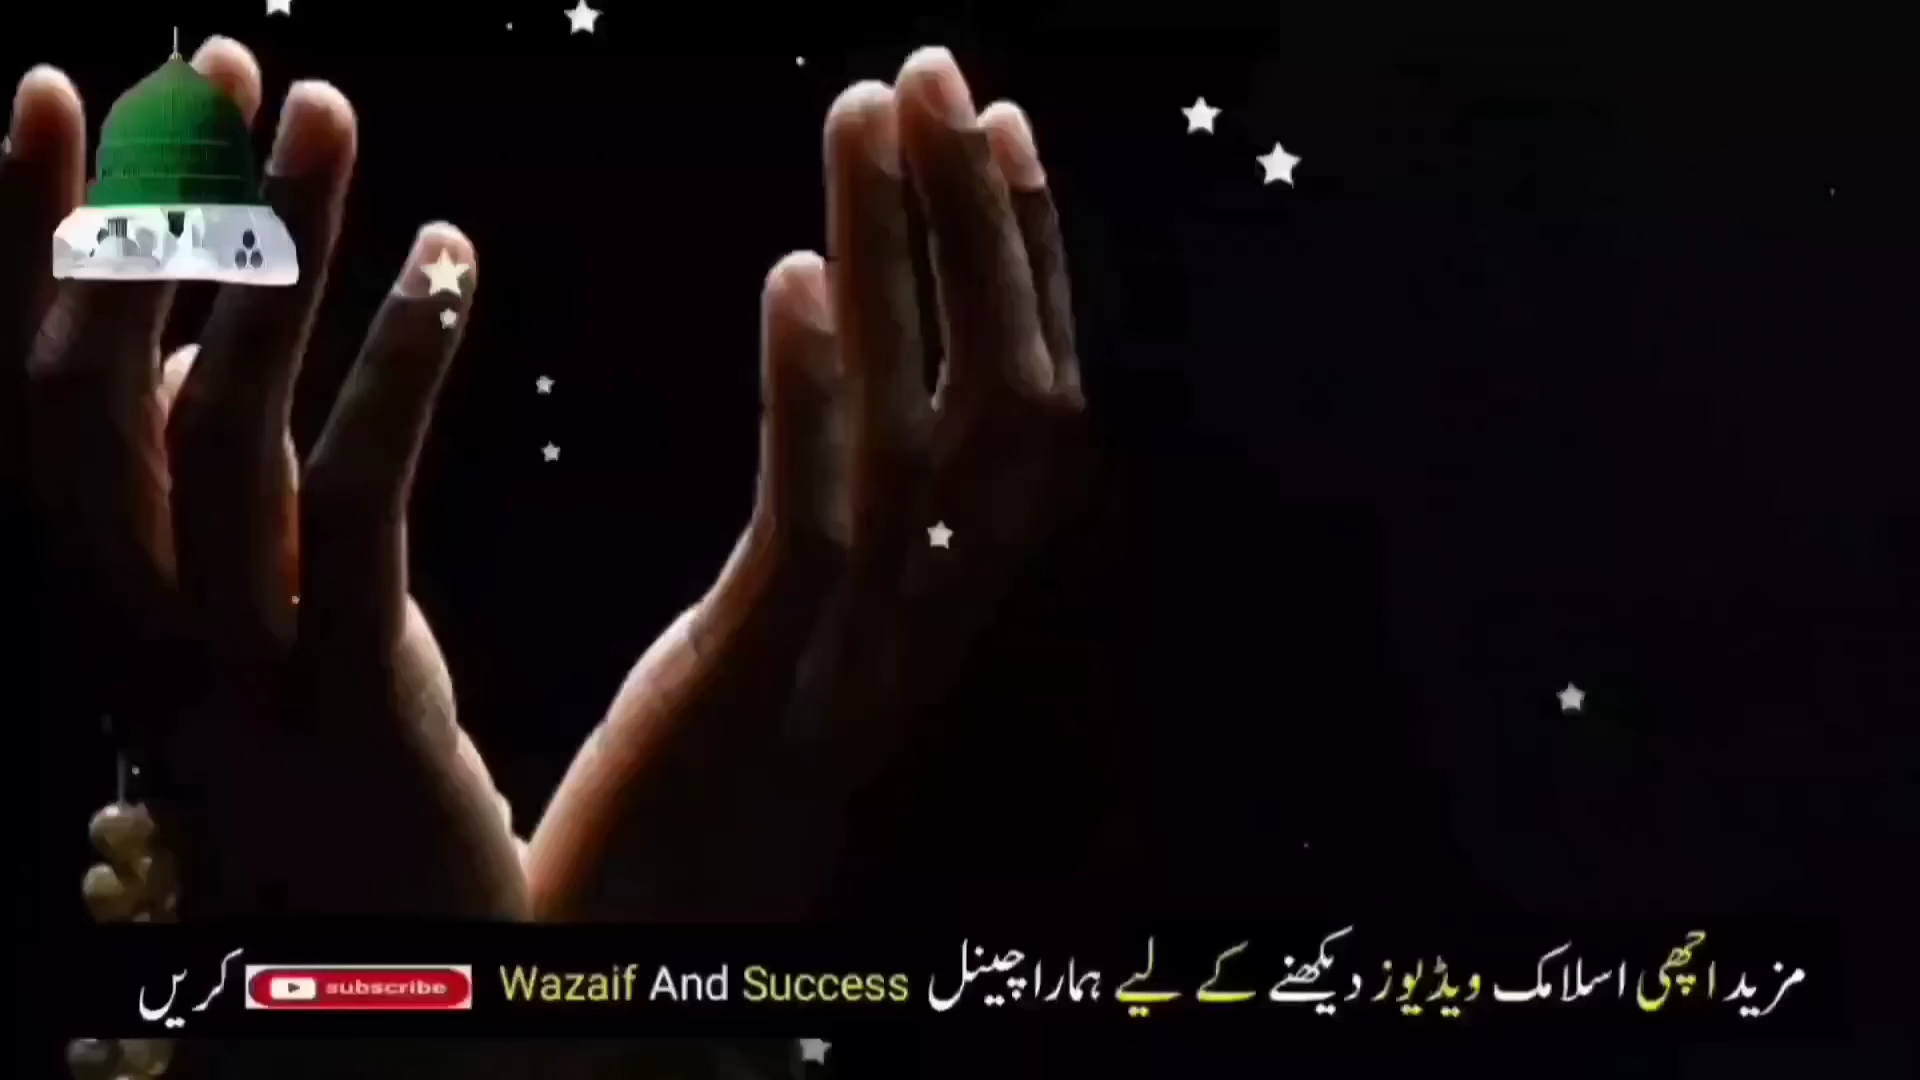 مزید اچھی اسلامک ویڈیوز دیکھنے کے لیے ہمارا چینل Wazaif And Success subscribe کریں